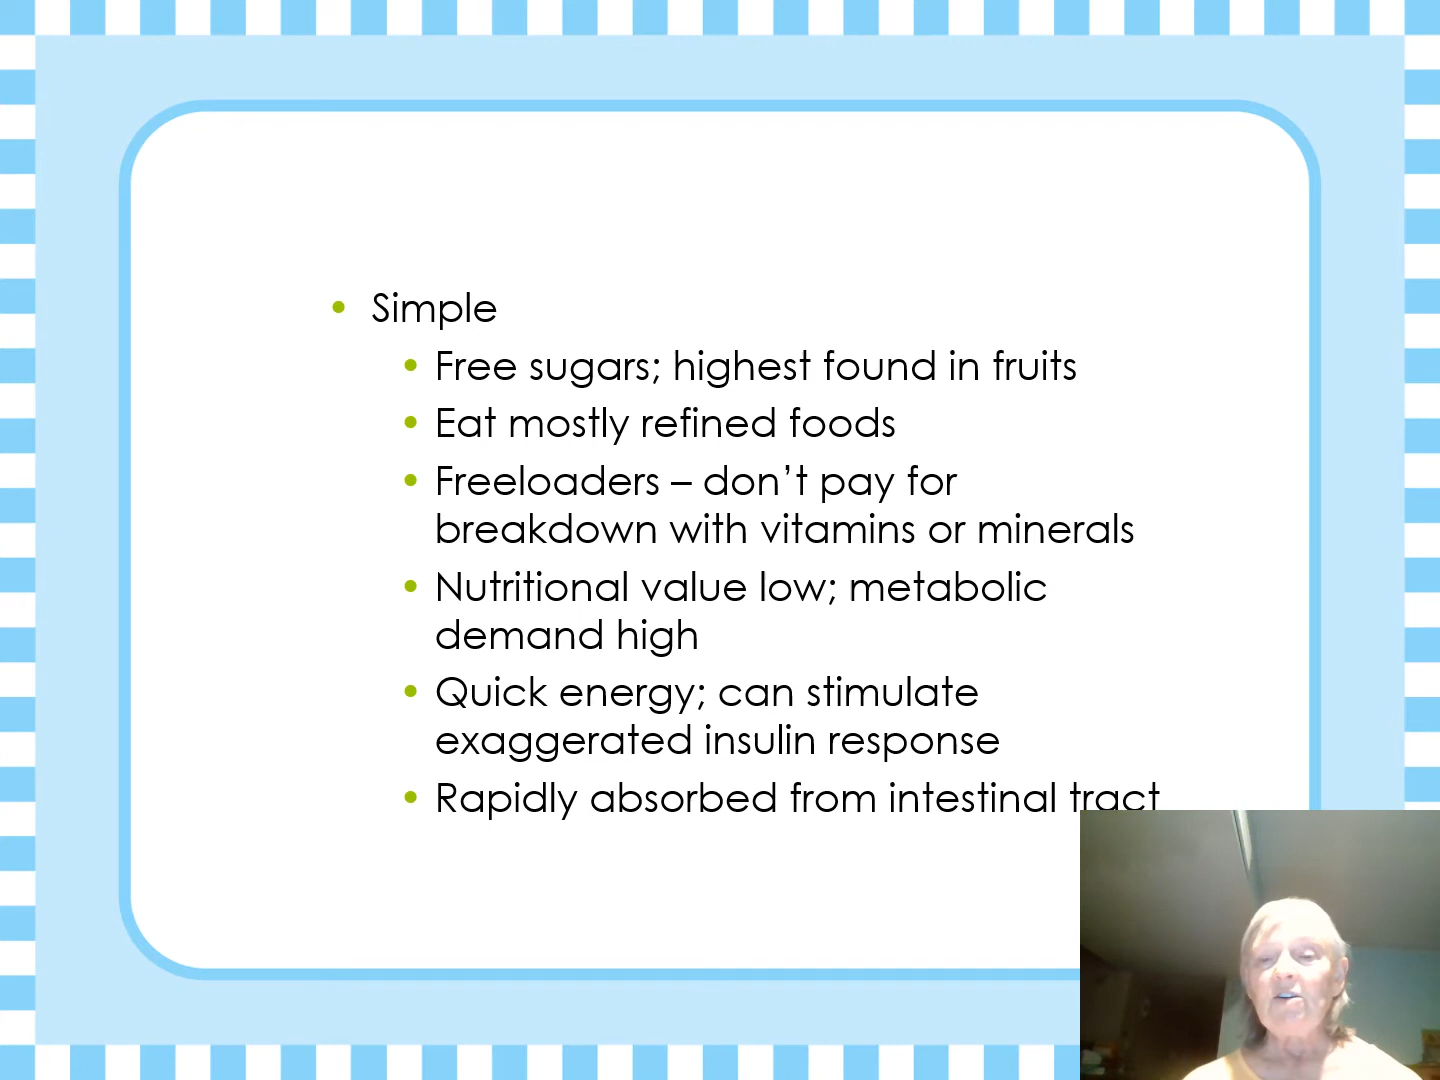 Simple
Free sugars; highest found in fruits
Eat mostly refined foods
Freeloaders – don’t pay for
breakdown with vitamins or minerals
Nutritional value low; metabolic
demand high
Quick energy; can stimulate
exaggerated insulin response
Rapidly absorbed from intestinal tract